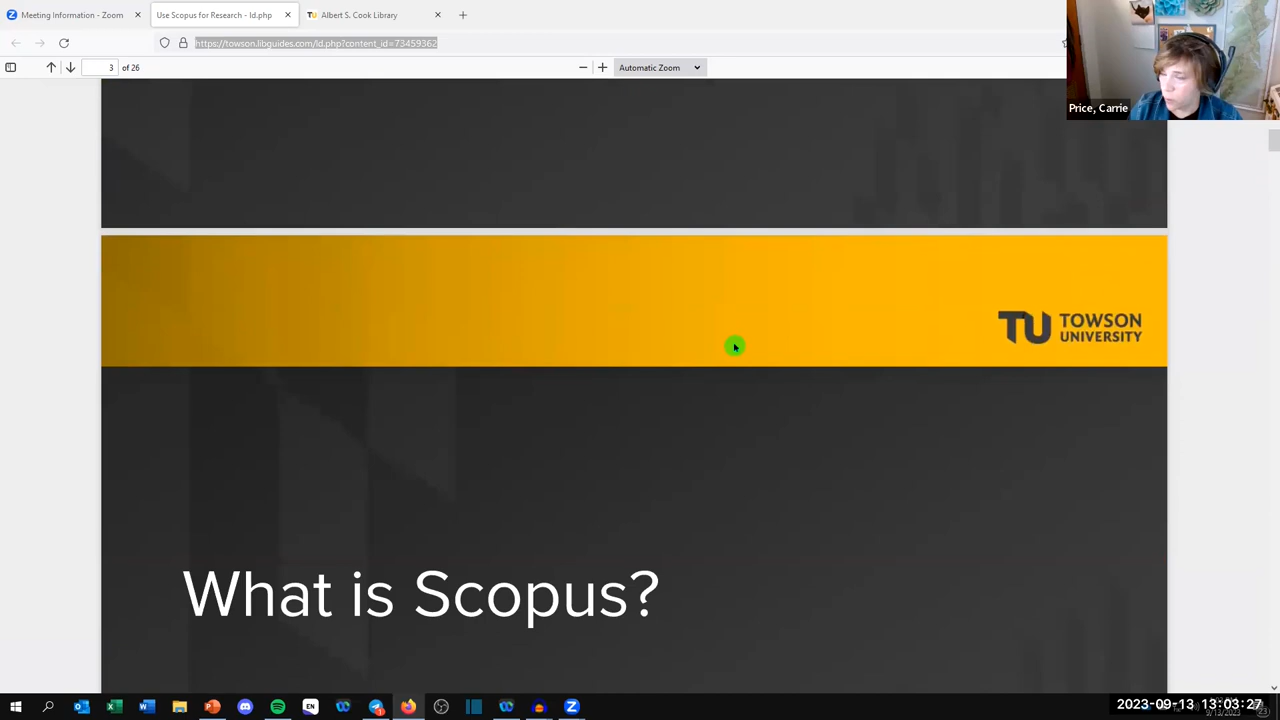 Meeting Information - Zoom
Use Scopus for Research - ld.php
TU Albert S. Cook Library
https://towson.libguides.com/ld.php?content_id=73459362
3 of 26
Automatic Zoom
Price, Carrie
TU TOWSON
UNIVERSITY
What is Scopus?
EN
2023-09-13 13:03:27